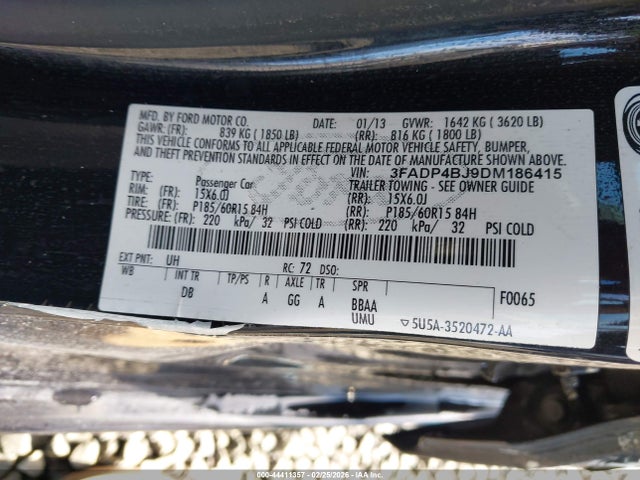 MFD. BY FORD MOTOR CO. DATE: 01/13 GVWR: 1642 KG ( 3620 LB)
GAWR: (FR): 839 KG ( 1850 LB) (RR): 816 KG ( 1800 LB)
THIS VEHICLE CONFORMS TO ALL APPLICABLE FEDERAL MOTOR VEHICLE SAFETY, BUMPER,
AND THEFT PREVENTION STANDARDS IN EFFECT ON THE DATE OF MANUFACTURE SHOWN ABOVE.
VIN: 3FADP4BJ9DM186415
TYPE: Passenger Car TRAILER TOWING - SEE OWNER GUIDE
RIM: (FR): 15X6.0J (RR): 15X6.0J
TIRE: (FR): P185/60R15 84H (RR): P185/60R15 84H
PRESSURE: (FR): 220 kPa/ 32 PSI COLD (RR): 220 kPa/ 32 PSI COLD
EXT PNT: UH RC: 72 DSO: F0065
WB INT TR TP/PS R AXLE TR SPR
DB A GG A BBAA
UMU ▽ 5U5A-3520472-AA
000-44411357 - 02/25/2026 - IAA